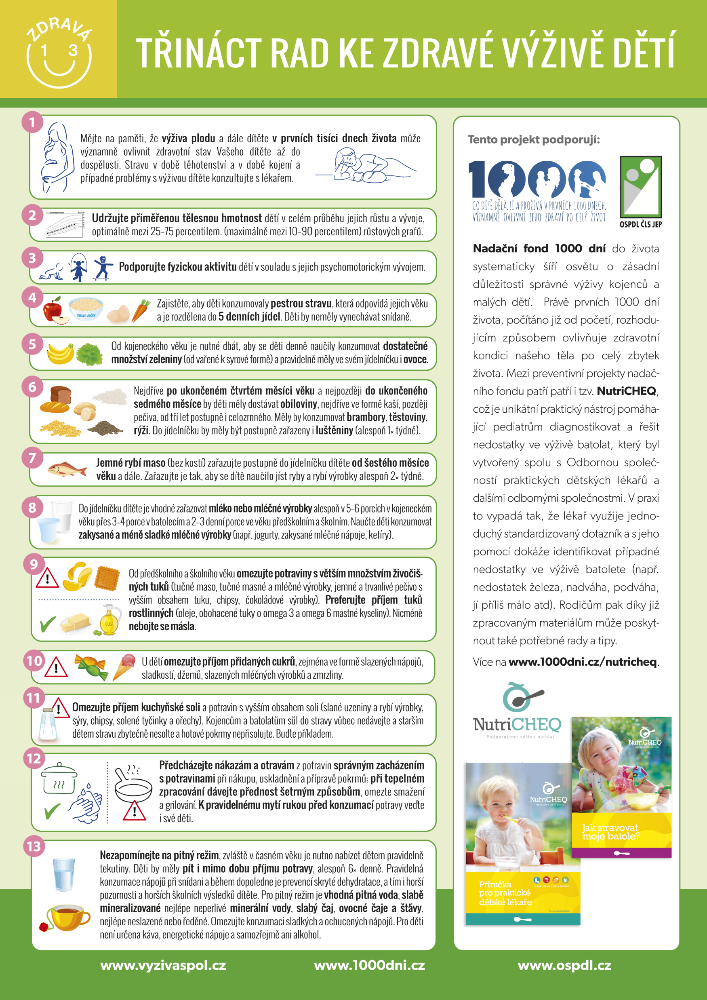 ZDRAVÁ
1 3
TŘINÁCT RAD KE ZDRAVÉ VÝŽIVĚ DĚTÍ
1
Mějte na paměti, že výživa plodu a dále dítěte v prvních tisíci dnech života může
významně ovlivnit zdravotní stav Vašeho dítěte až do
dospělosti. Stravu v době těhotenství a v době kojení a
případné problémy s výživou dítěte konzultujte s lékařem.
2
Udržujte přiměřenou tělesnou hmotnost dětí v celém průběhu jejich růstu a vývoje,
optimálně mezi 25-75 percentilem. (maximálně mezi 10-90 percentilem) růstových grafů.
3
Podporujte fyzickou aktivitu dětí v souladu s jejich psychomotorickým vývojem.
4
ovesné vločky
Zajistěte, aby děti konzumovaly pestrou stravu, která odpovídá jejich věku
a je rozdělena do 5 denních jídel. Děti by neměly vynechávat snídaně.
5
Od kojeneckého věku je nutné dbát, aby se děti denně naučily konzumovat dostatečné
množství zeleniny (od vařené k syrové formě) a pravidelně měly ve svém jídelníčku i ovoce.
6
Nejdříve po ukončeném čtvrtém měsíci věku a nejpozději do ukončeného
sedmého měsíce by děti měly dostávat obiloviny, nejdříve ve formě kaší, později
pečiva, od tří let postupně i celozrnného. Měly by konzumovat brambory, těstoviny,
rýži. Do jídelníčku by měly být postupně zařazeny i luštěniny (alespoň 1× týdně).
7
Jemné rybí maso (bez kostí) zařazujte postupně do jídelníčku dítěte od šestého měsíce
věku a dále. Zařazujte je tak, aby se dítě naučilo jíst ryby a rybí výrobky alespoň 2× týdně.
8
Do jídelníčku dítěte je vhodné zařazovat mléko nebo mléčné výrobky alespoň v 5-6 porcích v kojeneckém
věku přes 3-4 porce v batolecím a 2-3 denní porce ve věku předškolním a školním. Naučte děti konzumovat
zakysané a méně sladké mléčné výrobky (např. jogurty, zakysané mléčné nápoje, kefíry).
9
!
OLEJ
Od předškolního a školního věku omezujte potraviny s větším množstvím živočiš-
ných tuků (tučné maso, tučné masné a mléčné výrobky, jemné a trvanlivé pečivo s
vyšším obsahem tuku, chipsy, čokoládové výrobky). Preferujte příjem tuků
rostlinných (oleje, obohacené tuky o omega 3 a omega 6 mastné kyseliny). Nicméně
nebojte se másla.
10
!
U dětí omezujte příjem přidaných cukrů, zejména ve formě slazených nápojů,
sladkostí, džemů, slazených mléčných výrobků a zmrzliny.
11
!
Omezujte příjem kuchyňské soli a potravin s vyšším obsahem soli (slané uzeniny a rybí výrobky,
sýry, chipsy, solené tyčinky a ořechy). Kojencům a batolatům sůl do stravy vůbec nedávejte a starším
dětem stravu zbytečně nesolte a hotové pokrmy nepřisolujte. Buďte příkladem.
12
!
Předcházejte nákazám a otravám z potravin správným zacházením
s potravinami při nákupu, uskladnění a přípravě pokrmů; při tepelném
zpracování dávejte přednost šetrným způsobům, omezte smažení
a grilování. K pravidelnému mytí rukou před konzumací potravy veďte
i své děti.
13
Nezapomínejte na pitný režim, zvláště v časném věku je nutno nabízet dětem pravidelně
tekutiny. Děti by měly pít i mimo dobu příjmu potravy, alespoň 6× denně. Pravidelná
konzumace nápojů při snídani a během dopoledne je prevencí skryté dehydratace, a tím i horší
pozornosti a horších školních výsledků dítěte. Pro pitný režim je vhodná pitná voda, slabě
mineralizované nejlépe neperlivé minerální vody, slabý čaj, ovocné čaje a šťávy,
nejlépe neslazené nebo ředěné. Omezujte konzumaci sladkých a ochucených nápojů. Pro děti
není určena káva, energetické nápoje a samozřejmě ani alkohol.
Tento projekt podporují:
1000
CO DÍTĚ DĚLÁ, JÍ A PROŽÍVÁ V PRVNÍCH 1000 DNECH,
VÝZNAMNĚ OVLIVNÍ JEHO ZDRAVÍ PO CELÝ ŽIVOT
OSPDL ČLS JEP
Nadační fond 1000 dní do života
systematicky šíří osvětu o zásadní
důležitosti správné výživy kojenců a
malých dětí. Právě prvních 1000 dní
života, počítáno již od početí, rozhodu-
jícím způsobem ovlivňuje zdravotní
kondici našeho těla po celý zbytek
života. Mezi preventivní projekty nadač-
ního fondu patří patří i tzv. NutriCHEQ,
což je unikátní praktický nástroj pomáha-
jící pediatrům diagnostikovat a řešit
nedostatky ve výživě batolat, který byl
vytvořený spolu s Odbornou společ-
ností praktických dětských lékařů a
dalšími odbornými společnostmi. V praxi
to vypadá tak, že lékař využije jedno-
duchý standardizovaný dotazník a s jeho
pomocí dokáže identifikovat případné
nedostatky ve výživě batolete (např.
nedostatek železa, nadváha, podváha,
jí příliš málo atd). Rodičům pak díky již
zpracovaným materiálům může poskyt-
nout také potřebné rady a tipy.
Více na www.1000dni.cz/nutricheq.
NutriCHEQ
Podporujeme výživu batolat
NutriCHEQ
Podporujeme výživu batolat
Jak stravovat
moje batole?
NutriCHEQ
Podporujeme výživu batolat
Příručka
pro praktické
dětské lékaře
Podporujeme výživu batolat
www.vyzivaspol.cz
www.1000dni.cz
www.ospdl.cz